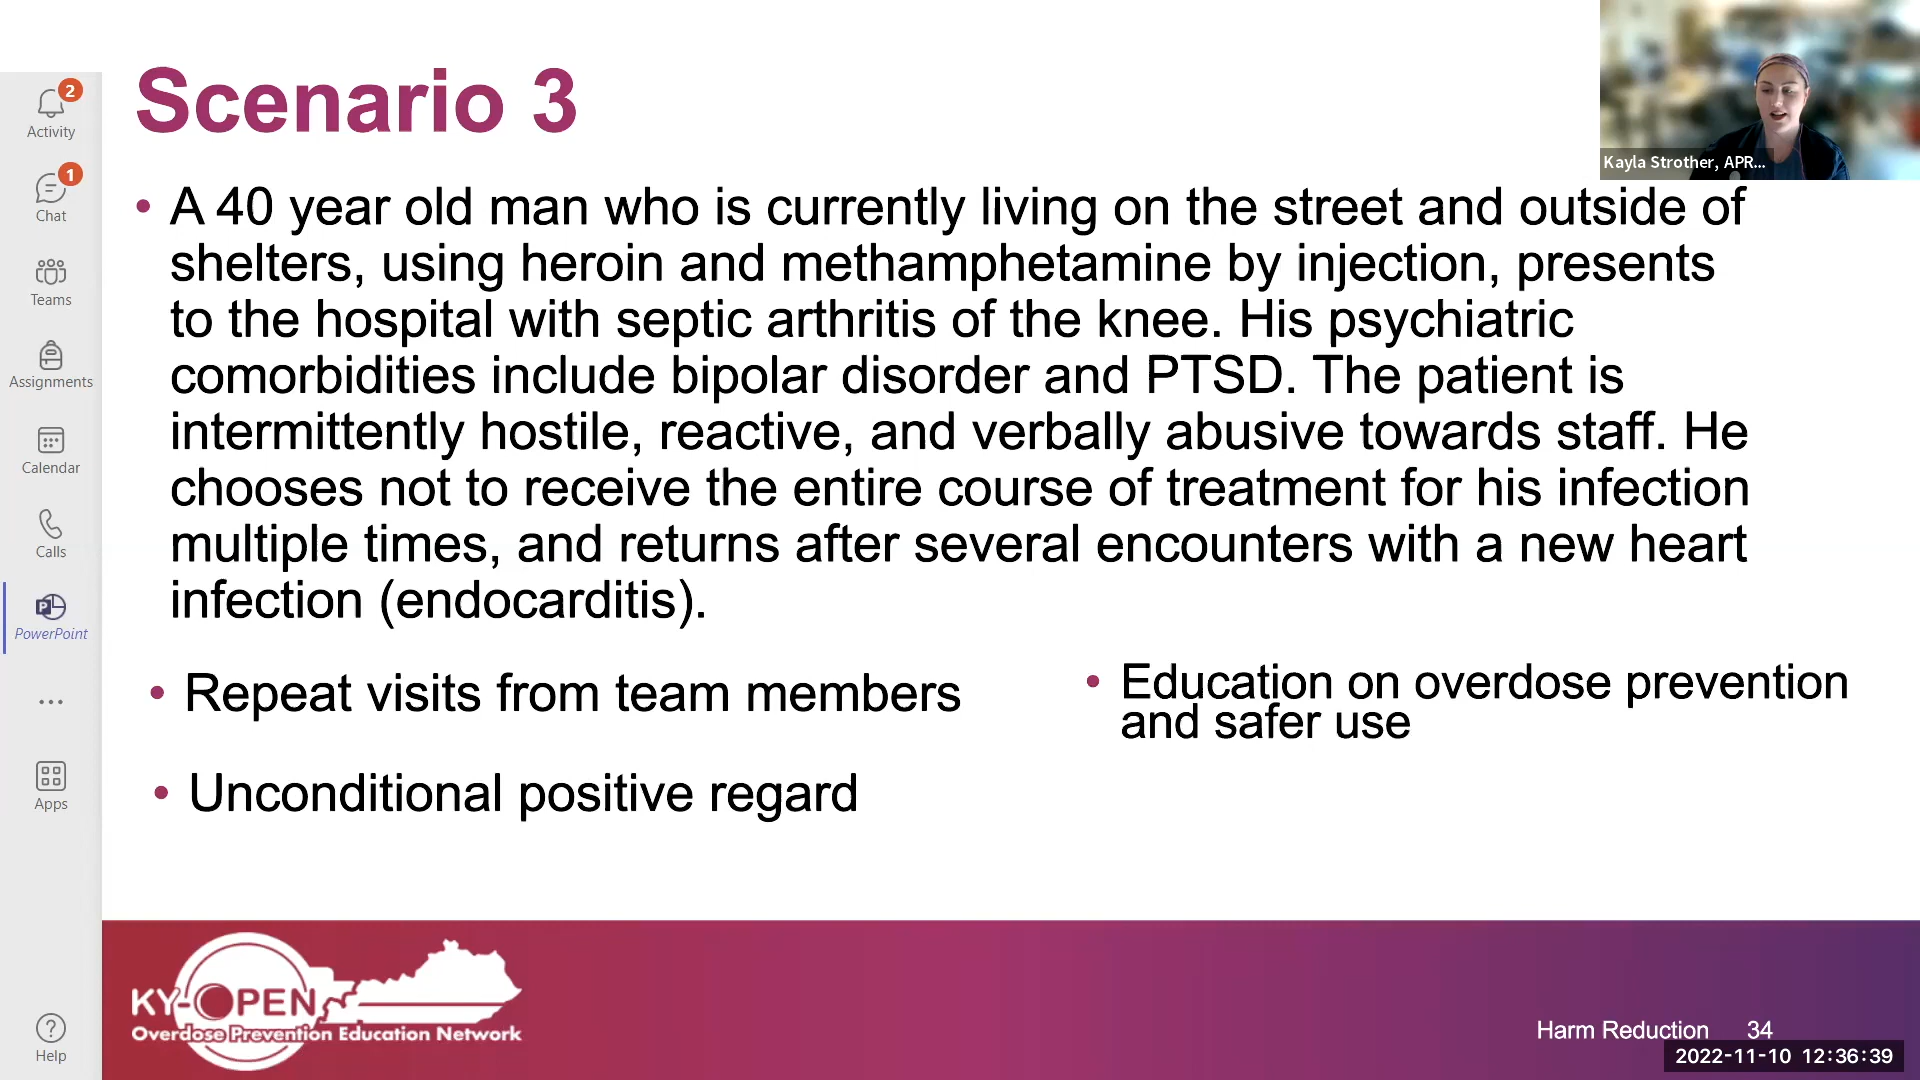 Scenario 3
Kayla Strother, APR...
2
Activity
1
Chat
Teams
Assignments
Calendar
Calls
PowerPoint
Apps
Help
• A 40 year old man who is currently living on the street and outside of
shelters, using heroin and methamphetamine by injection, presents
to the hospital with septic arthritis of the knee. His psychiatric
comorbidities include bipolar disorder and PTSD. The patient is
intermittently hostile, reactive, and verbally abusive towards staff. He
chooses not to receive the entire course of treatment for his infection
multiple times, and returns after several encounters with a new heart
infection (endocarditis).
• Repeat visits from team members
• Unconditional positive regard
• Education on overdose prevention
and safer use
KY-OPEN
Overdose Prevention Education Network
Harm Reduction 34
2022-11-10 12:36:39